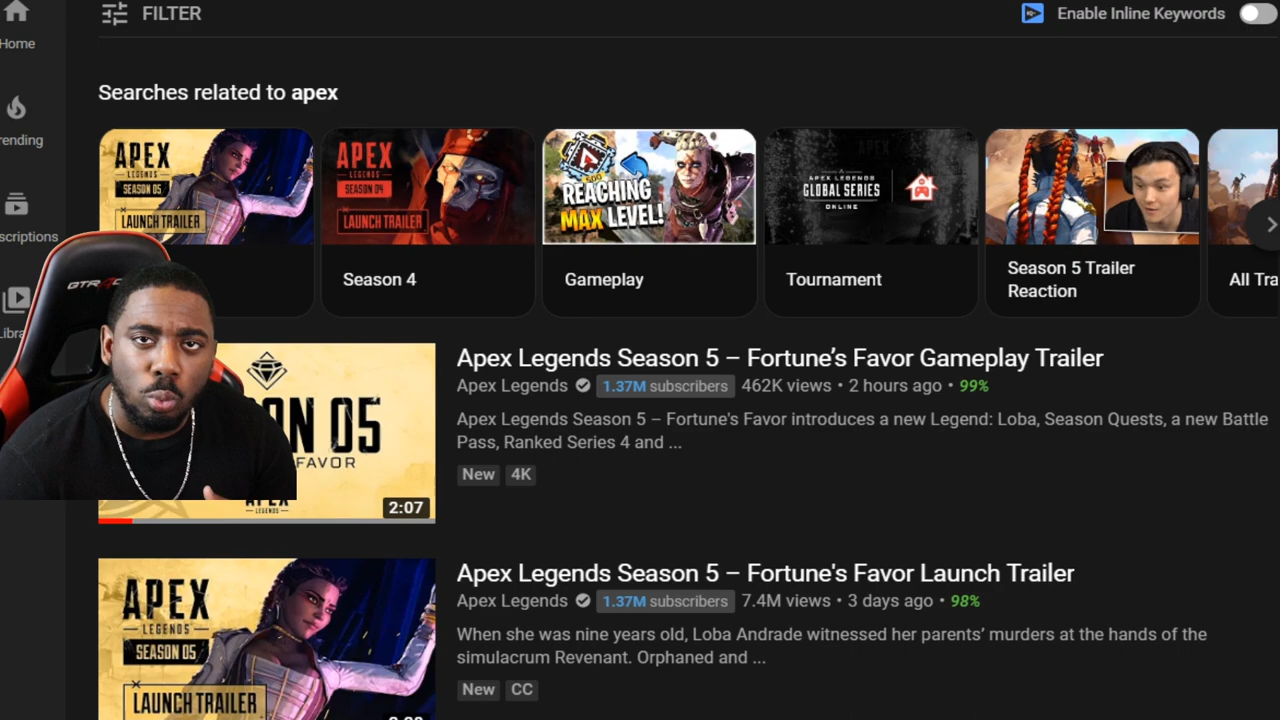 FILTER
Enable Inline Keywords
Home
rending
scriptions
Libra
Searches related to apex
APEX
LEGENDS
SEASON 05
LAUNCH TRAILER
APEX
LEGENDS
SEASON 04
LAUNCH TRAILER
500
REACHING
MAX LEVEL!
APEX
APEX LEGENDS
GLOBAL SERIES
ONLINE
Season 4
Gameplay
Tournament
Season 5 Trailer
Reaction
All Tra
GTR
N 05
FAVOR
APEX
LEGENDS
2:07
Apex Legends Season 5 – Fortune’s Favor Gameplay Trailer
Apex Legends 1.37M subscribers 462K views • 2 hours ago • 99%
Apex Legends Season 5 – Fortune's Favor introduces a new Legend: Loba, Season Quests, a new Battle
Pass, Ranked Series 4 and ...
New 4K
APEX
LEGENDS
SEASON 05
LAUNCH TRAILER
Apex Legends Season 5 – Fortune's Favor Launch Trailer
Apex Legends 1.37M subscribers 7.4M views • 3 days ago • 98%
When she was nine years old, Loba Andrade witnessed her parents’ murders at the hands of the
simulacrum Revenant. Orphaned and ...
New CC